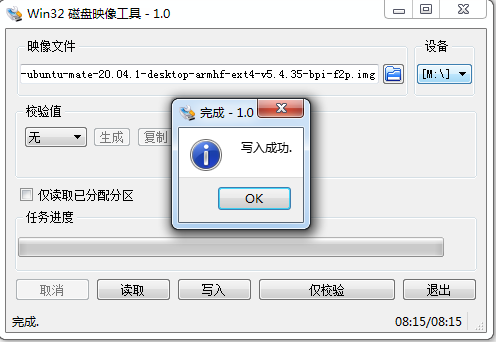 Win32 磁盘映像工具 - 1.0
映像文件
设备
-ubuntu-mate-20.04.1-desktop-armhf-ext4-v5.4.35-bpi-f2p.img
[M:\]
校验值
无
生成
复制
完成 - 1.0
写入成功.
OK
仅读取已分配分区
任务进度
取消
读取
写入
仅校验
退出
完成.
08:15/08:15